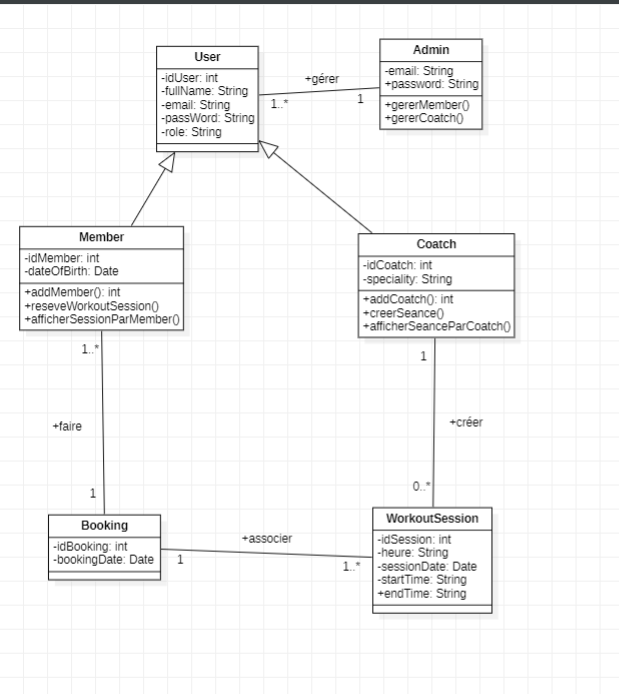 User
-idUser: int
-fullName: String
-email: String
-passWord: String
-role: String
+gérer
1..*
1
Admin
-email: String
+password: String
+gererMember()
+gererCoatch()
Member
-idMember: int
-dateOfBirth: Date
+addMember(): int
+reseveWorkoutSession()
+afficherSessionParMember()
Coatch
-idCoatch: int
-speciality: String
+addCoatch(): int
+creerSeance()
+afficherSeanceParCoatch()
1..*
+faire
1
1
+créer
0..*
Booking
-idBooking: int
-bookingDate: Date
+associer
1
1..*
WorkoutSession
-idSession: int
-heure: String
-sessionDate: Date
-startTime: String
+endTime: String